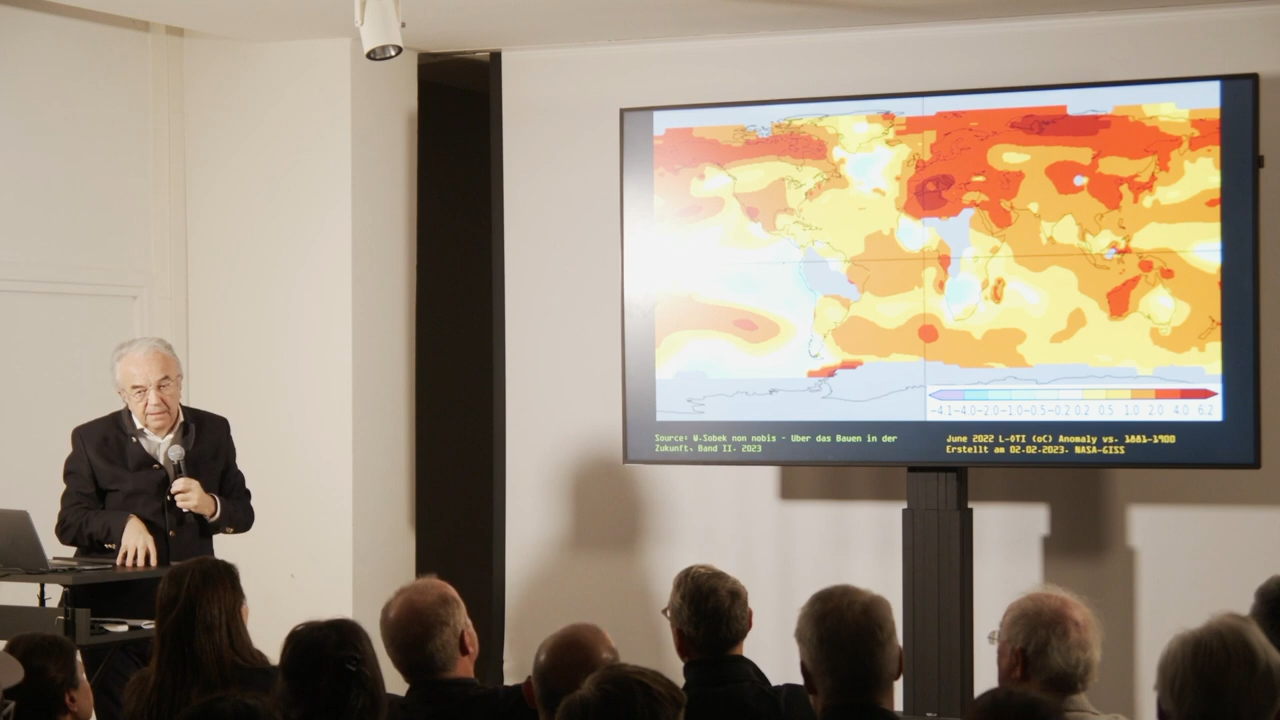 -4.1-4.0-2.0-1.0-0.5-0.2 0.2 0.5 1.0 2.0 4.0 6.2
Source: W.Sobek non nobis - Uber das Bauen in der
Zukunft, Band II. 2023
June 2022 L-OTI (oC) Anomaly vs. 1881-1900
Erstellt am 02.02.2023. NASA-GISS